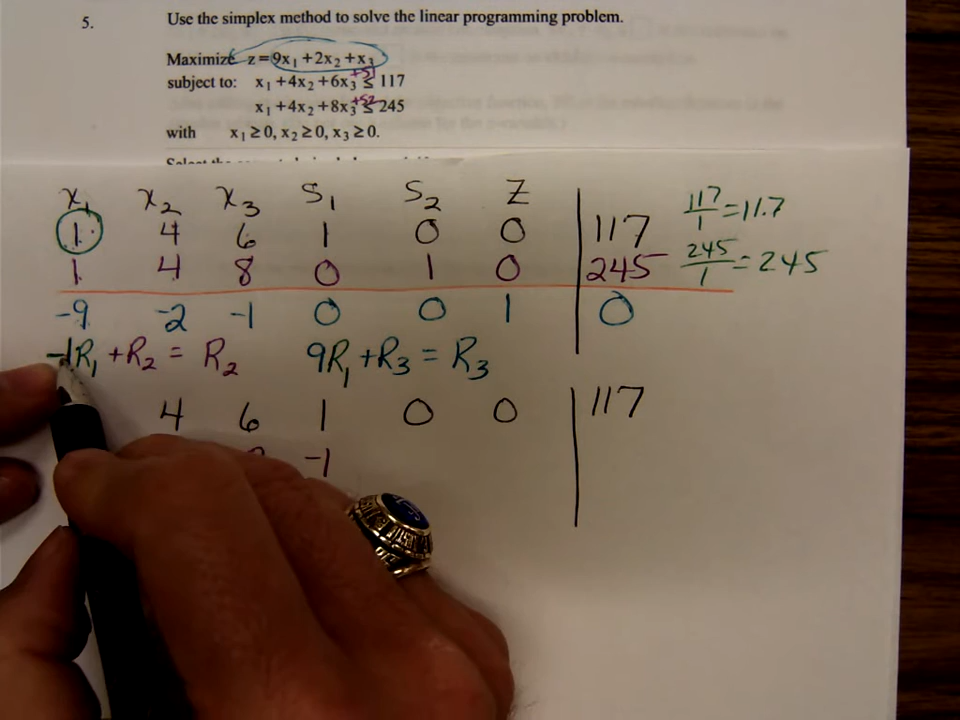 5. Use the simplex method to solve the linear programming problem.
Maximize z = 9x₁ + 2x₂ + x₃
subject to: x₁ + 4x₂ + 6x₃ +S1 ≤ 117
x₁ + 4x₂ + 8x₃ +S2 ≤ 245
with x₁ ≥ 0, x₂ ≥ 0, x₃ ≥ 0.
x₁ x₂ x₃ S₁ S₂ Z
1 4 6 1 0 0 117 117/1 = 11.7
1 4 8 0 1 0 245 245/1 = 245
-9 -2 -1 0 0 1 0
-1R₁ + R₂ = R₂ 9R₁ + R₃ = R₃
4 6 1 0 0 117
-1